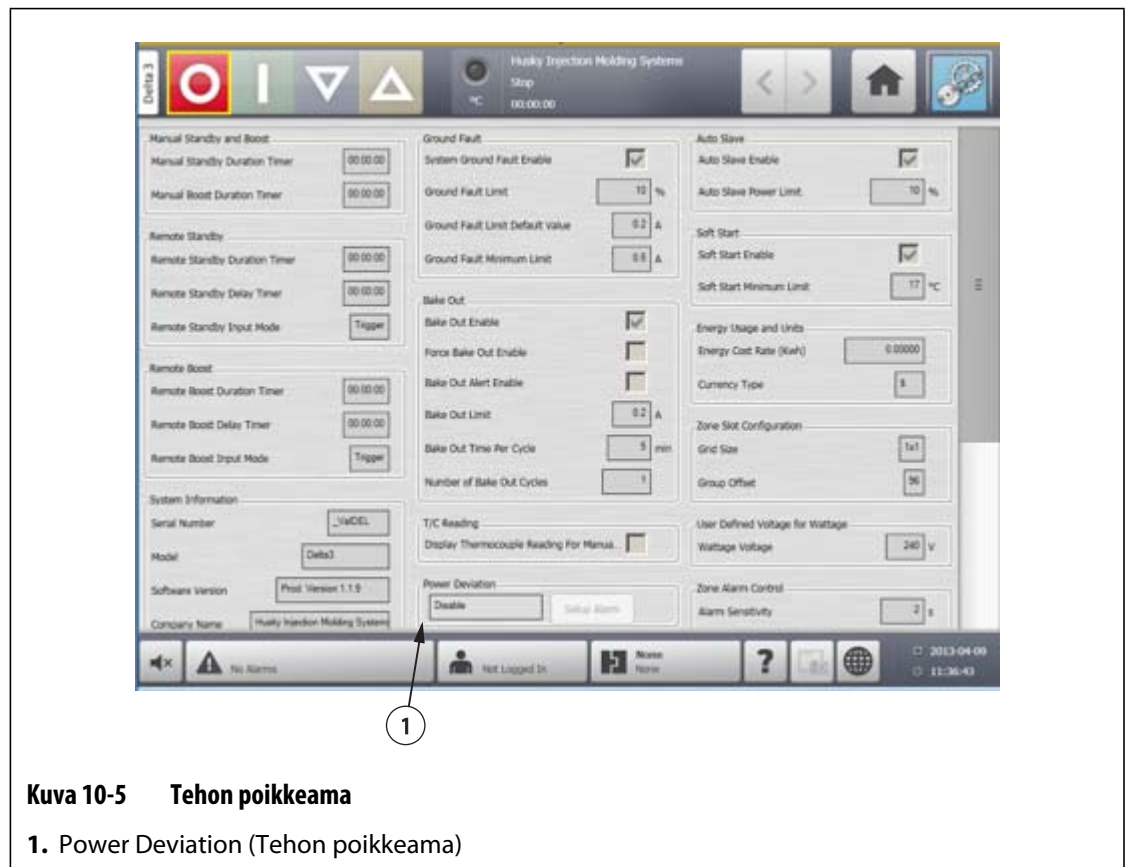 Delta 3
Husky Injection Molding Systems
Stop
°C
00:00:00
Manual Standby and Boost
Manual Standby Duration Timer 00:00:00
Manual Boost Duration Timer 00:00:00
Remote Standby
Remote Standby Duration Timer 00:00:00
Remote Standby Delay Timer 00:00:00
Remote Standby Input Mode Trigger
Remote Boost
Remote Boost Duration Timer 00:00:00
Remote Boost Delay Timer 00:00:00
Remote Boost Input Mode Trigger
System Information
Serial Number _ValDEL
Model Delta3
Software Version Prod. Version 1.1.9
Company Name Husky Injection Molding Systems
Ground Fault
System Ground Fault Enable
Ground Fault Limit 10 %
Ground Fault Limit Default Value 0.2 A
Ground Fault Minimum Limit A
Bake Out
Bake Out Enable
Force Bake Out Enable
Bake Out Alert Enable
Bake Out Limit 0.2 A
Bake Out Time Per Cycle 5 min
Number of Bake Out Cycles 1
T/C Reading
Display Thermocouple Reading For Manua...
Power Deviation
Disable Setup Alarm
Auto Slave
Auto Slave Enable
Auto Slave Power Limit 10 %
Soft Start
Soft Start Enable
Soft Start Minimum Limit 17 °C
Energy Usage and Units
Energy Cost Rate (Kwh) 0.00000
Currency Type $
Zone Slot Configuration
Grid Size 1x1
Group Offset 96
User Defined Voltage for Wattage
Wattage Voltage 240 V
Zone Alarm Control
Alarm Sensitivity 2 s
No Alarms
Not Logged In
None
None
?
2013-04-09
11:36:43
1
Kuva 10-5 Tehon poikkeama
1. Power Deviation (Tehon poikkeama)